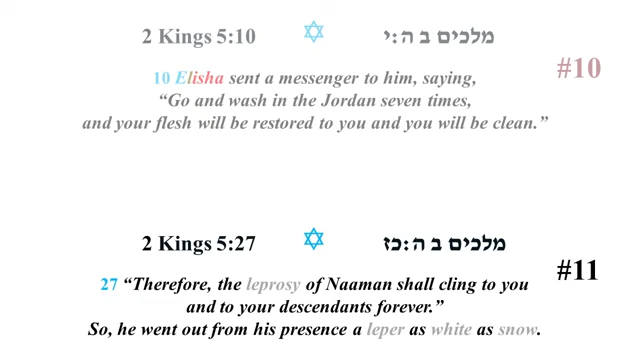 2 Kings 5:10 ✡ מלכים ב ה:י
#10
10 Elisha sent a messenger to him, saying,
“Go and wash in the Jordan seven times,
and your flesh will be restored to you and you will be clean.”
2 Kings 5:27 ✡ מלכים ב ה:כז
#11
27 “Therefore, the leprosy of Naaman shall cling to you
and to your descendants forever.”
So, he went out from his presence a leper as white as snow.